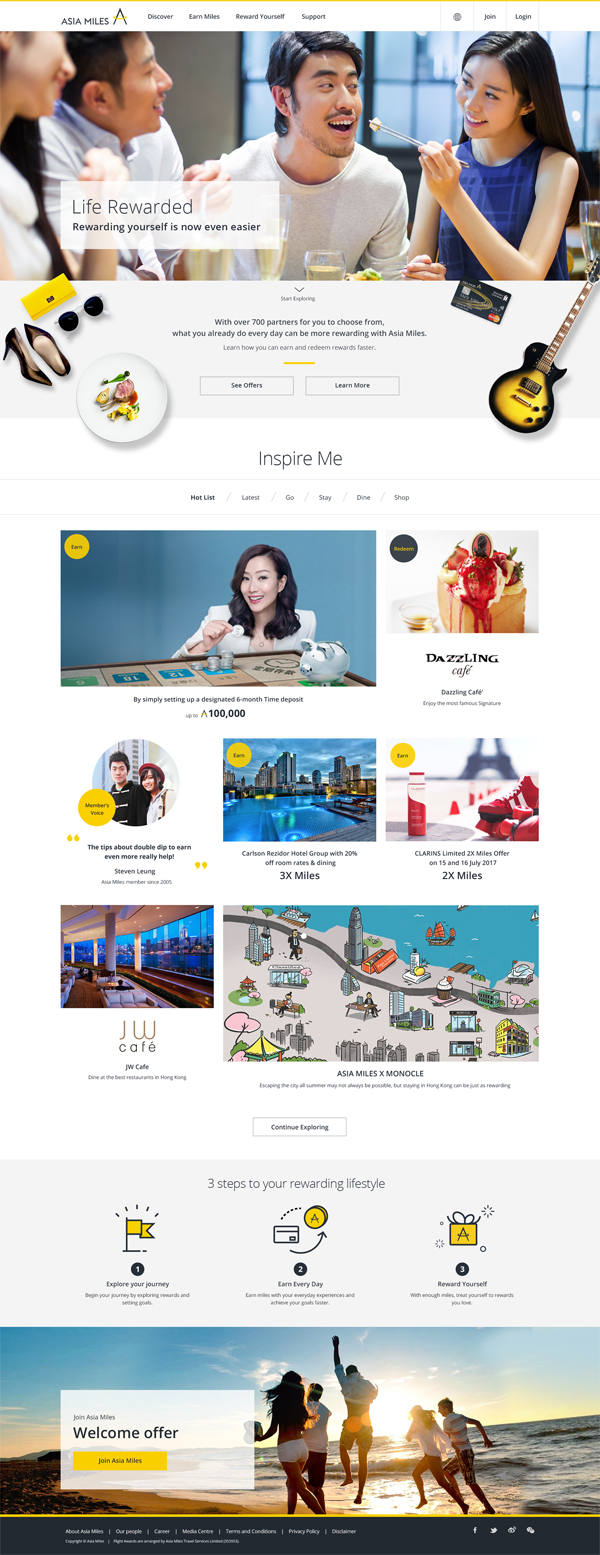 ASIA MILES
Discover
Earn Miles
Reward Yourself
Support
Join
Login
Life Rewarded
Rewarding yourself is now even easier
Start Exploring
With over 700 partners for you to choose from,
what you already do every day can be more rewarding with Asia Miles.
Learn how you can earn and redeem rewards faster.
See Offers
Learn More
Inspire Me
Hot List / Latest / Go / Stay / Dine / Shop
Earn
Redeem
By simply setting up a designated 6-month Time deposit
up to 100,000
DAZZLING
café
Dazzling Café'
Enjoy the most famous Signature
Member's
Voice
The tips about double dip to earn
even more really help!
Steven Leung
Asia Miles member since 2005
Earn
Carlson Rezidor Hotel Group with 20%
off room rates & dining
3X Miles
Earn
CLARINS
CLARINS Limited 2X Miles Offer
on 15 and 16 July 2017
2X Miles
JW
café
JW Cafe
Dine at the best restaurants in Hong Kong
ASIA MILES X MONOCLE
Escaping the city all summer may not always be possible, but staying in Hong Kong can be just as rewarding
Continue Exploring
3 steps to your rewarding lifestyle
1
Explore your journey
Begin your journey by exploring rewards and
setting goals.
2
Earn Every Day
Earn miles with your everyday experiences and
achieve your goals faster.
3
Reward Yourself
With enough miles, treat yourself to rewards
you love.
Join Asia Miles
Welcome offer
Join Asia Miles
About Asia Miles | Our people | Career | Media Centre | Terms and Conditions | Privacy Policy | Disclaimer
Copyright © Asia Miles | Flight Awards are arranged by Asia Miles Travel Services Limited (353953).